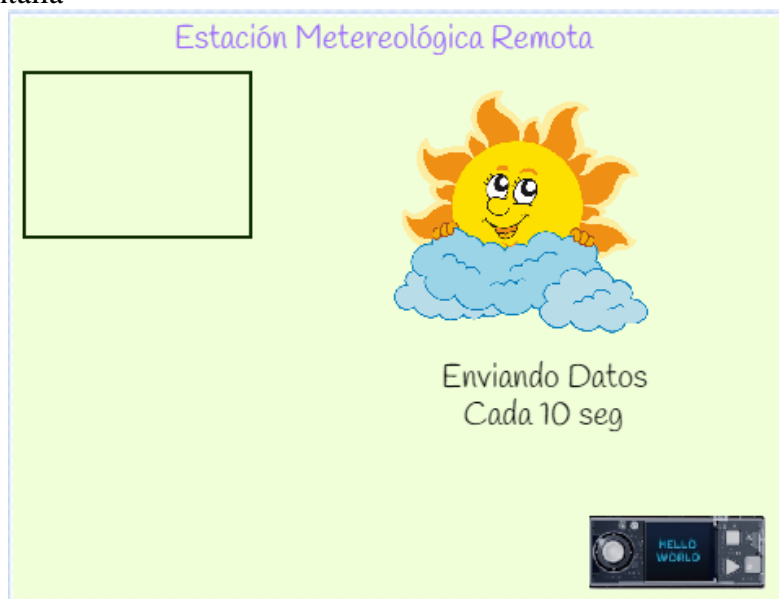 Estación Metereológica Remota
Enviando Datos
Cada 10 seg
HELLO
WORLD